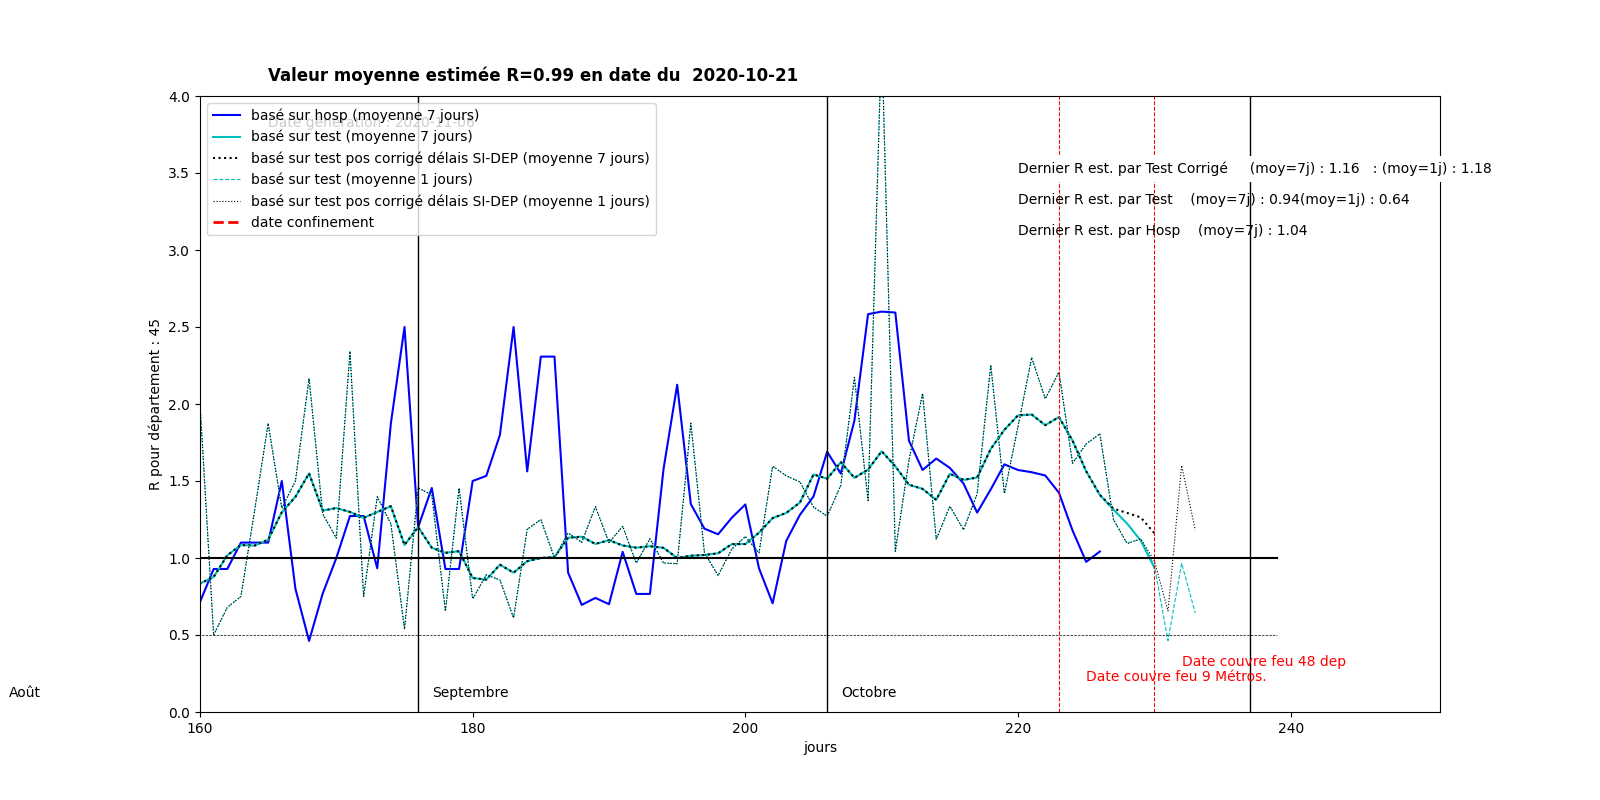 Valeur moyenne estimée R=0.99 en date du  2020-10-21
Date génération : 2020-11-06
basé sur hosp (moyenne 7 jours)
basé sur test (moyenne 7 jours)
basé sur test pos corrigé délais SI-DEP (moyenne 7 jours)
basé sur test (moyenne 1 jours)
basé sur test pos corrigé délais SI-DEP (moyenne 1 jours)
date confinement
Dernier R est. par Test Corrigé     (moy=7j) : 1.16   : (moy=1j) : 1.18
Dernier R est. par Test    (moy=7j) : 0.94(moy=1j) : 0.64
Dernier R est. par Hosp    (moy=7j) : 1.04
4.0
3.5
3.0
2.5
2.0
1.5
1.0
0.5
0.0
R pour département : 45
Date couvre feu 48 dep
Date couvre feu 9 Métros.
Août
Septembre
Octobre
160
180
200
220
240
jours